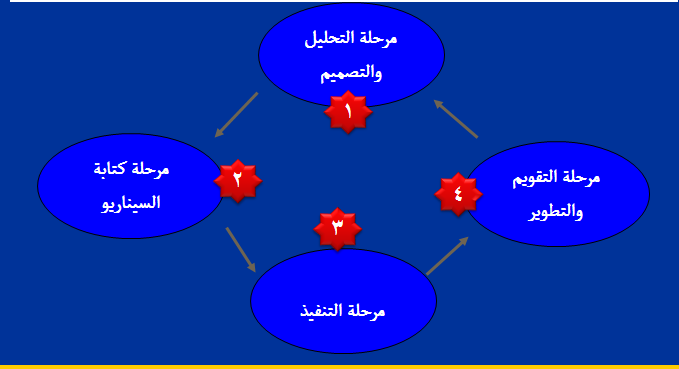 مرحلة التحليل
والتصميم
١
مرحلة كتابة
السيناريو
٢
٣
مرحلة التنفيذ
مرحلة التقويم
والتطوير
٤